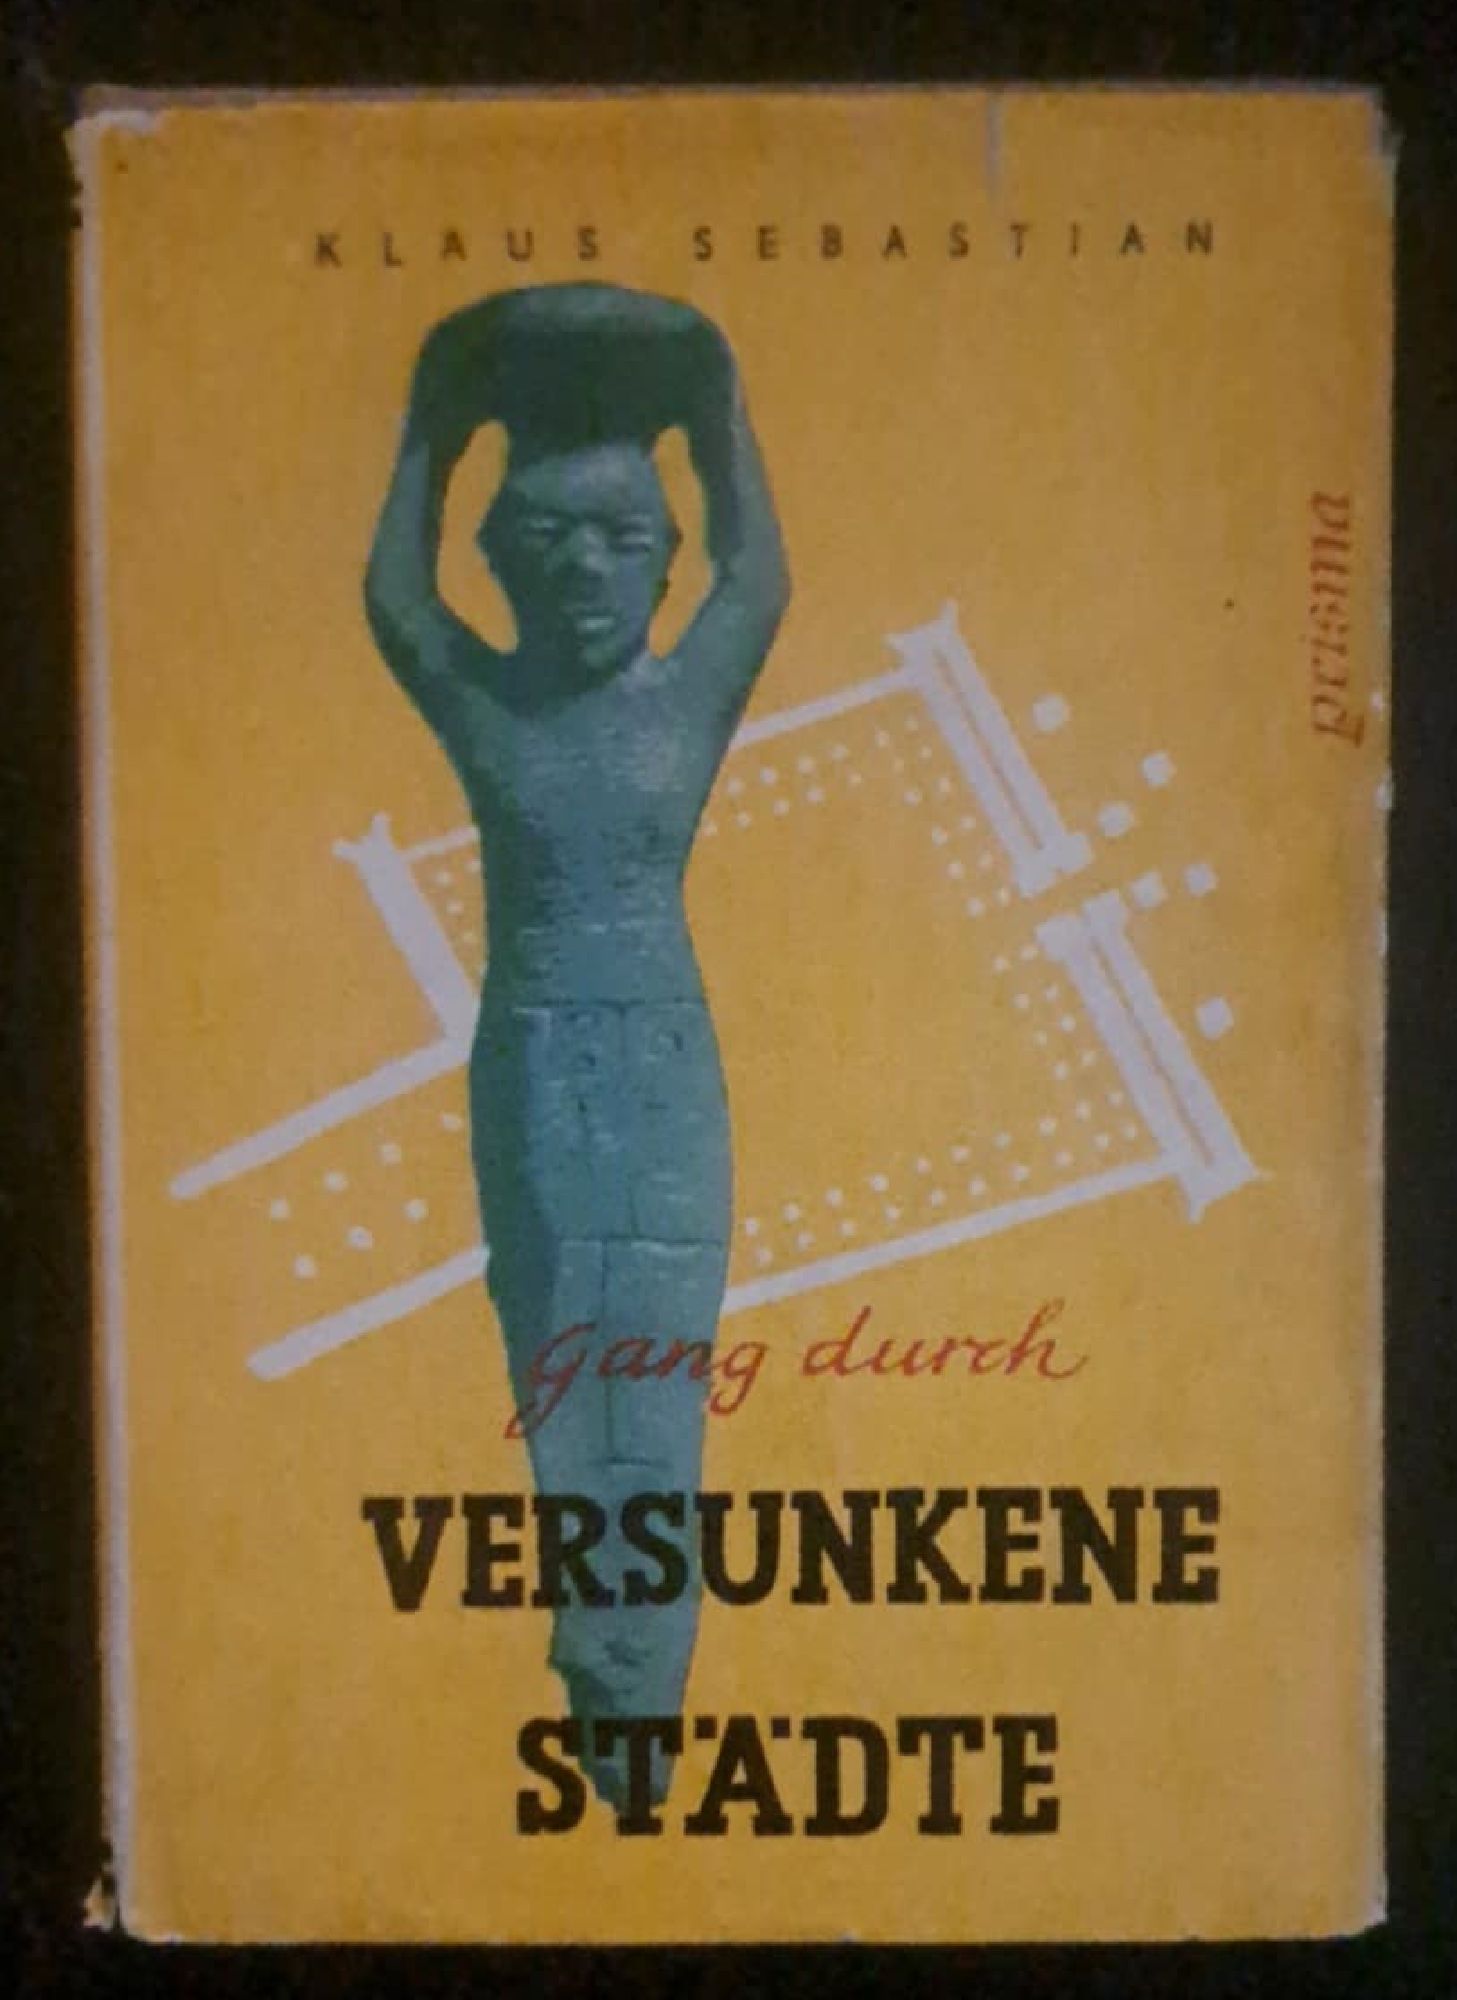 KLAUS SEBASTIAN
prisma
gang durch
VERSUNKENE
STÄDTE